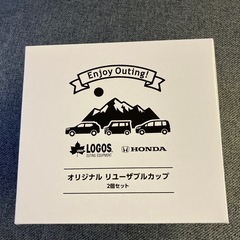 Enjoy Outing!
LOGOS HONDA
OUTING EQUIPMENT
オリジナル リユーザブルカップ
2個セット